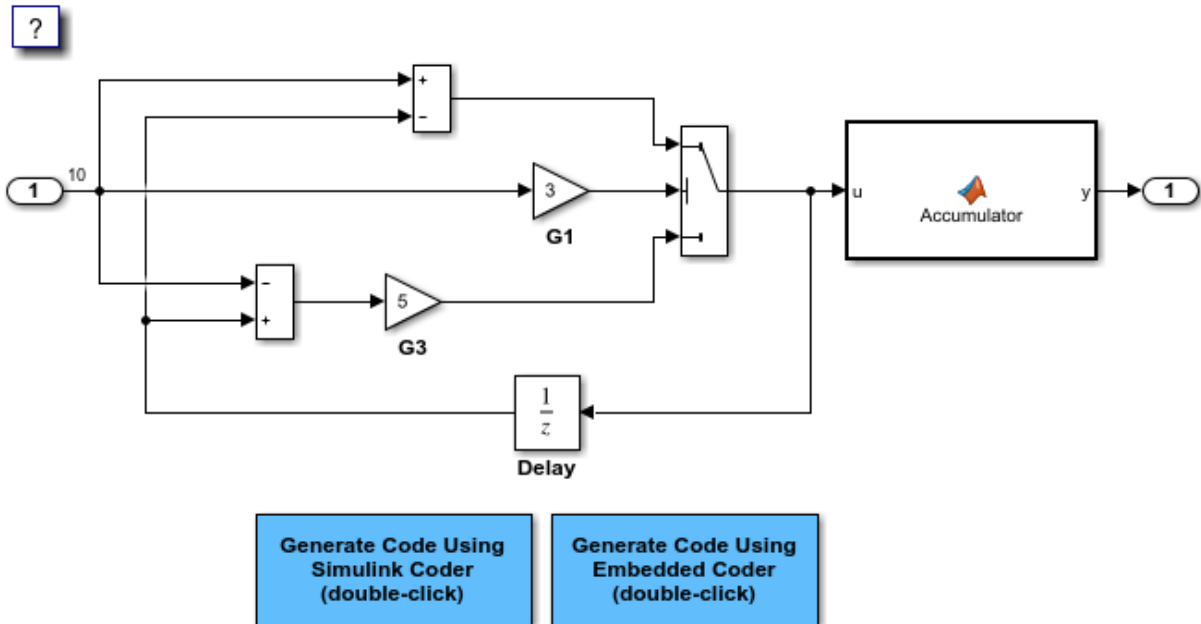 ?
+
-
1
10
3
G1
u
Accumulator
y
1
-
+
5
G3
1
z
Delay
Generate Code Using
Simulink Coder
(double-click)
Generate Code Using
Embedded Coder
(double-click)